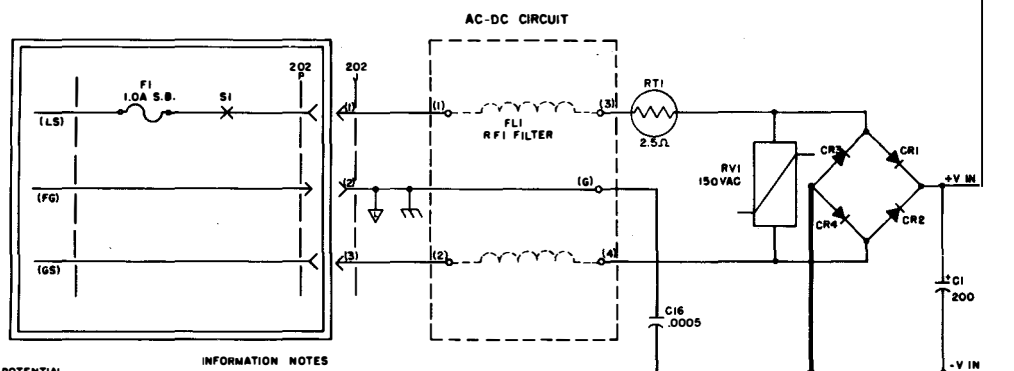 AC-DC CIRCUIT
202
P
202
J
F1
1.0A S.B.
S1
(LS)
(1)
(1)
(3)
FL1
RFI FILTER
RT1
2.5Ω
RV1
150VAC
CR3
CR1
CR4
CR2
+V IN
(FG)
(2)
(G)
(GS)
(3)
(2)
(4)
+
C1
200
C16
.0005
INFORMATION NOTES
POTENTIAL
-V IN